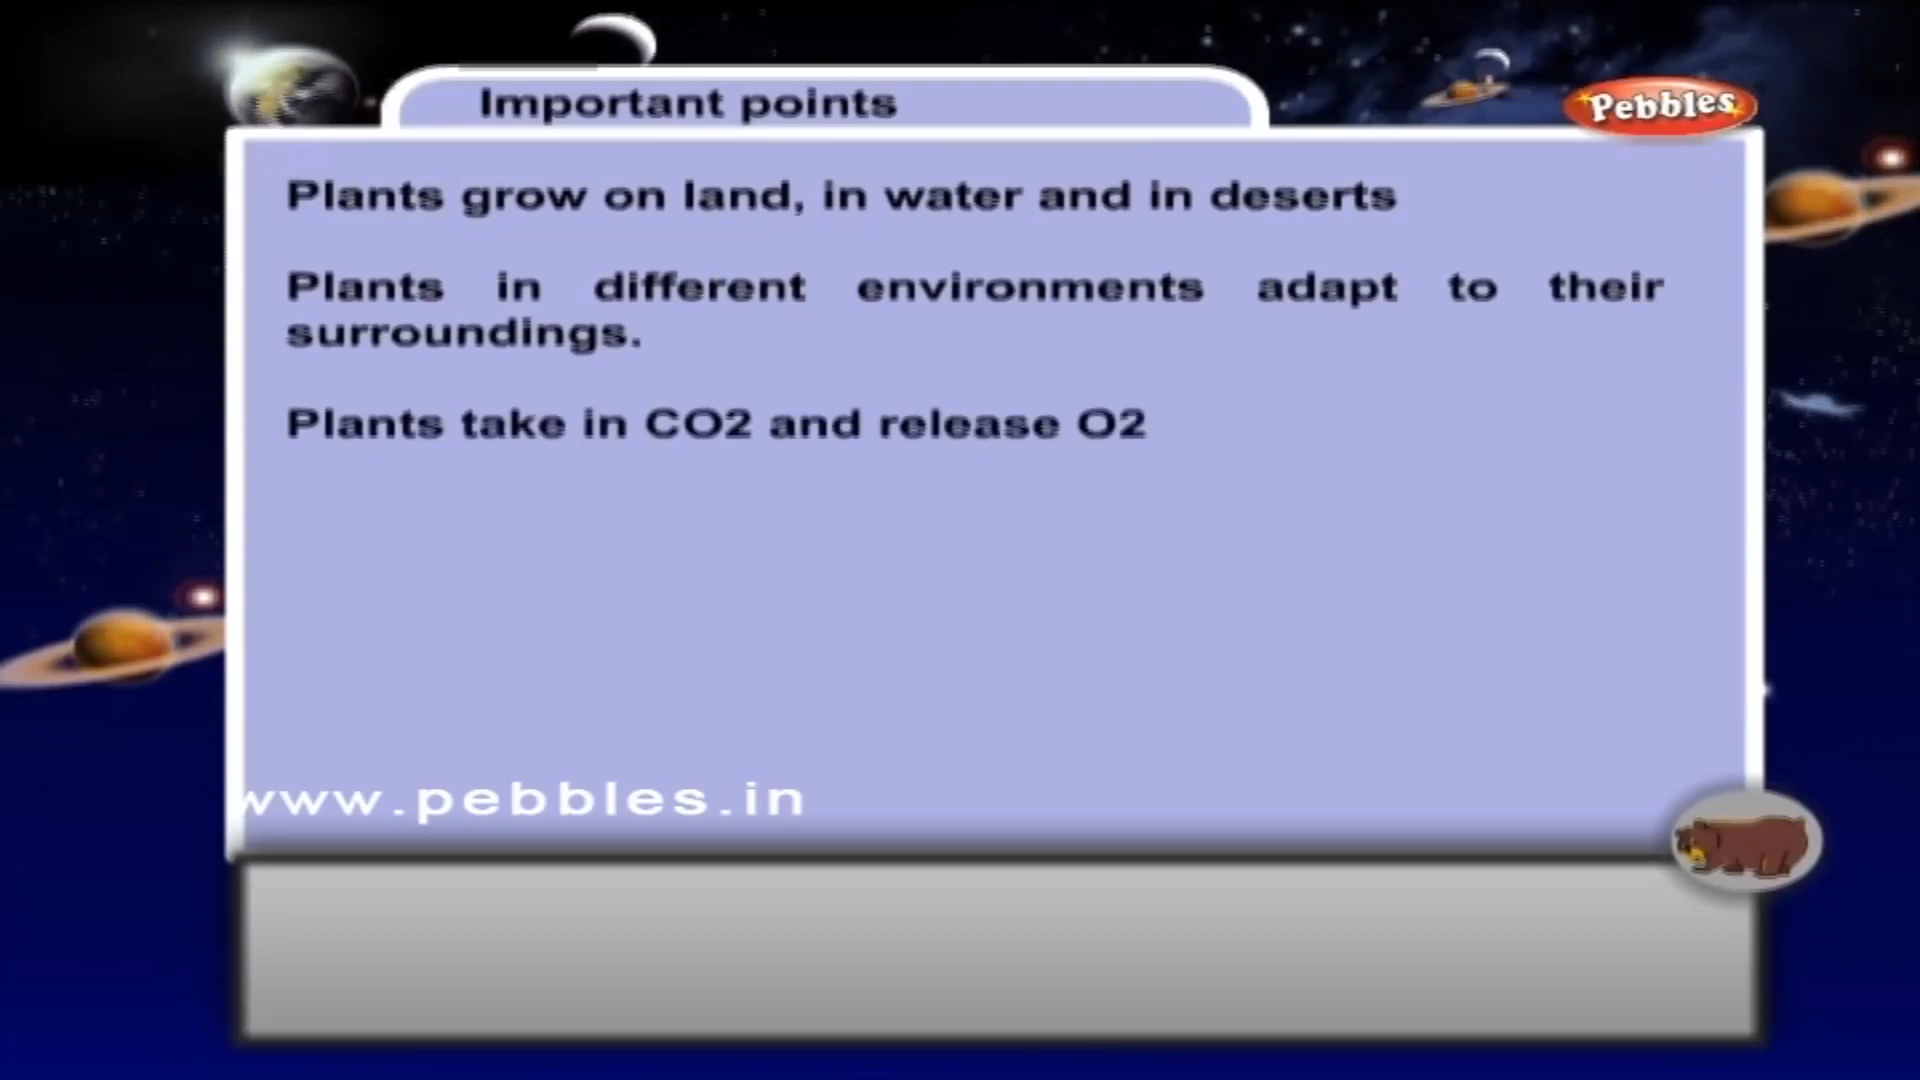 Important points
Pebbles
Plants grow on land, in water and in deserts
Plants in different environments adapt to their
surroundings.
Plants take in CO2 and release O2
www.pebbles.in